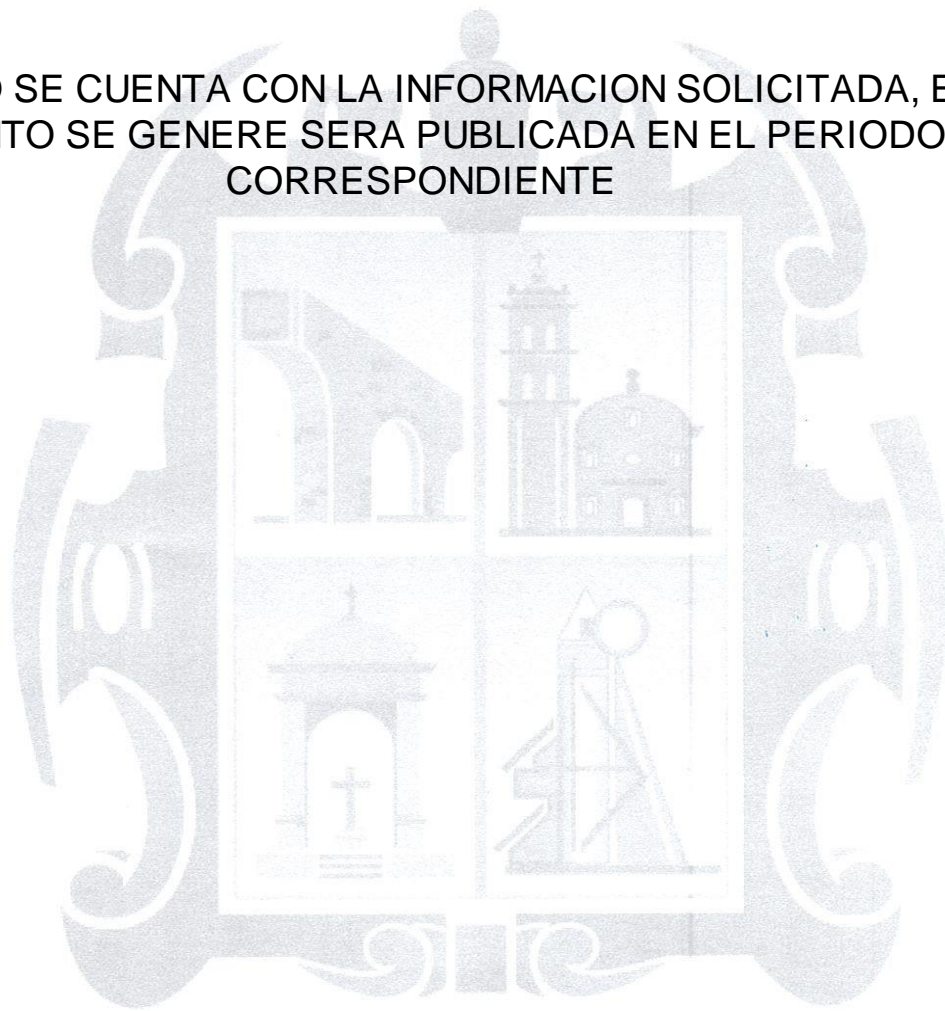 SE CUENTA CON LA INFORMACION SOLICITADA,
SE GENERE SERA PUBLICADA EN EL PERIODO
CORRESPONDIENTE